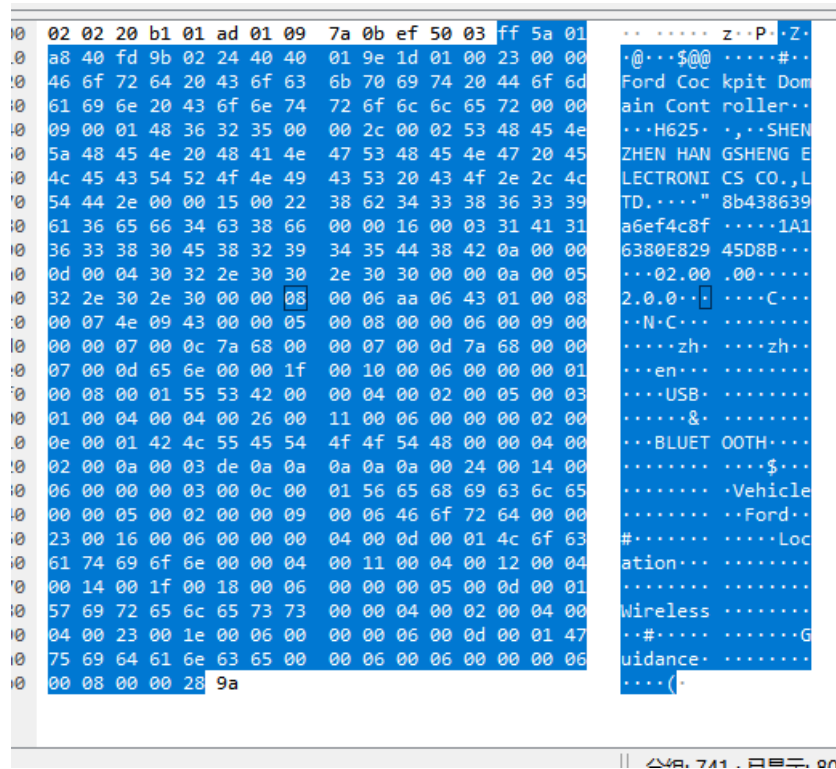 02 02 20 b1 01 ad 01 09 7a 0b ef 50 03 ff 5a 01 ·· ····· z··P··Z·
a8 40 fd 9b 02 24 40 40 01 9e 1d 01 00 23 00 00 ·@···$@@ ·····#··
46 6f 72 64 20 43 6f 63 6b 70 69 74 20 44 6f 6d Ford Coc kpit Dom
61 69 6e 20 43 6f 6e 74 72 6f 6c 6c 65 72 00 00 ain Cont roller··
09 00 01 48 36 32 35 00 00 2c 00 02 53 48 45 4e ···H625· ·,··SHEN
5a 48 45 4e 20 48 41 4e 47 53 48 45 4e 47 20 45 ZHEN HAN GSHENG E
4c 45 43 54 52 4f 4e 49 43 53 20 43 4f 2e 2c 4c LECTRONI CS CO.,L
54 44 2e 00 00 15 00 22 38 62 34 33 38 36 33 39 TD.····" 8b438639
61 36 65 66 34 63 38 66 00 00 16 00 03 31 41 31 a6ef4c8f ·····1A1
36 33 38 30 45 38 32 39 34 35 44 38 42 0a 00 00 6380E829 45D8B···
0d 00 04 30 32 2e 30 30 2e 30 30 00 00 0a 00 05 ···02.00 .00·····
32 2e 30 2e 30 00 00 08 00 06 aa 06 43 01 00 08 2.0.0··· ····C···
00 07 4e 09 43 00 00 05 00 08 00 00 06 00 09 00 ··N·C··· ········
00 00 07 00 0c 7a 68 00 00 07 00 0d 7a 68 00 00 ·····zh· ····zh··
07 00 0d 65 6e 00 00 1f 00 10 00 06 00 00 00 01 ···en··· ········
00 08 00 01 55 53 42 00 00 04 00 02 00 05 00 03 ····USB· ········
01 00 04 00 04 00 26 00 11 00 06 00 00 00 02 00 ······&· ········
0e 00 01 42 4c 55 45 54 4f 4f 54 48 00 00 04 00 ···BLUET OOTH····
02 00 0a 00 03 de 0a 0a 0a 0a 0a 00 24 00 14 00 ········ ····$···
06 00 00 00 03 00 0c 00 01 56 65 68 69 63 6c 65 ········ ·Vehicle
00 00 05 00 02 00 00 09 00 06 46 6f 72 64 00 00 ········ ··Ford··
23 00 16 00 06 00 00 00 04 00 0d 00 01 4c 6f 63 #······· ·····Loc
61 74 69 6f 6e 00 00 04 00 11 00 04 00 12 00 04 ation··· ········
00 14 00 1f 00 18 00 06 00 00 00 05 00 0d 00 01 ········ ········
57 69 72 65 6c 65 73 73 00 00 04 00 02 00 04 00 Wireless ········
04 00 23 00 1e 00 06 00 00 00 06 00 0d 00 01 47 ··#····· ·······G
75 69 64 61 6e 63 65 00 00 06 00 06 00 00 00 06 uidance· ········
00 08 00 00 28 9a ····(·
分组: 741 · 已显示: 80